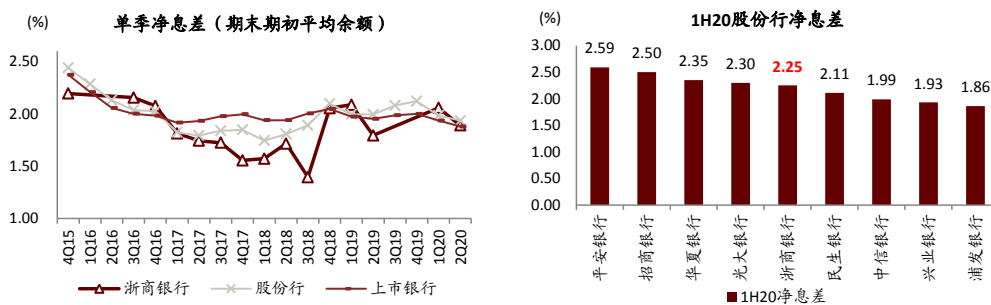 (%)
单季净息差（期末期初平均余额）
2.50
2.00
1.50
1.00
4Q15
1Q16
2Q16
3Q16
4Q16
1Q17
2Q17
3Q17
4Q17
1Q18
2Q18
3Q18
4Q18
1Q19
2Q19
3Q19
4Q19
1Q20
2Q20
浙商银行
股份行
上市银行
(%)
1H20股份行净息差
3.00
2.50
2.00
1.50
1.00
0.50
0.00
2.59
2.50
2.35
2.30
2.25
2.11
1.99
1.93
1.86
平安银行
招商银行
华夏银行
光大银行
浙商银行
民生银行
中信银行
兴业银行
浦发银行
1H20净息差